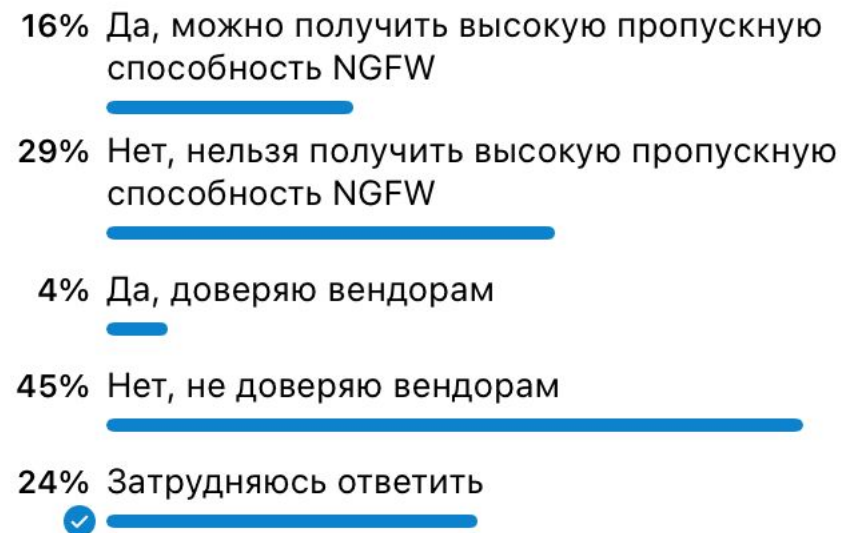 16% Да, можно получить высокую пропускную
способность NGFW
29% Нет, нельзя получить высокую пропускную
способность NGFW
4% Да, доверяю вендорам
45% Нет, не доверяю вендорам
24% Затрудняюсь ответить